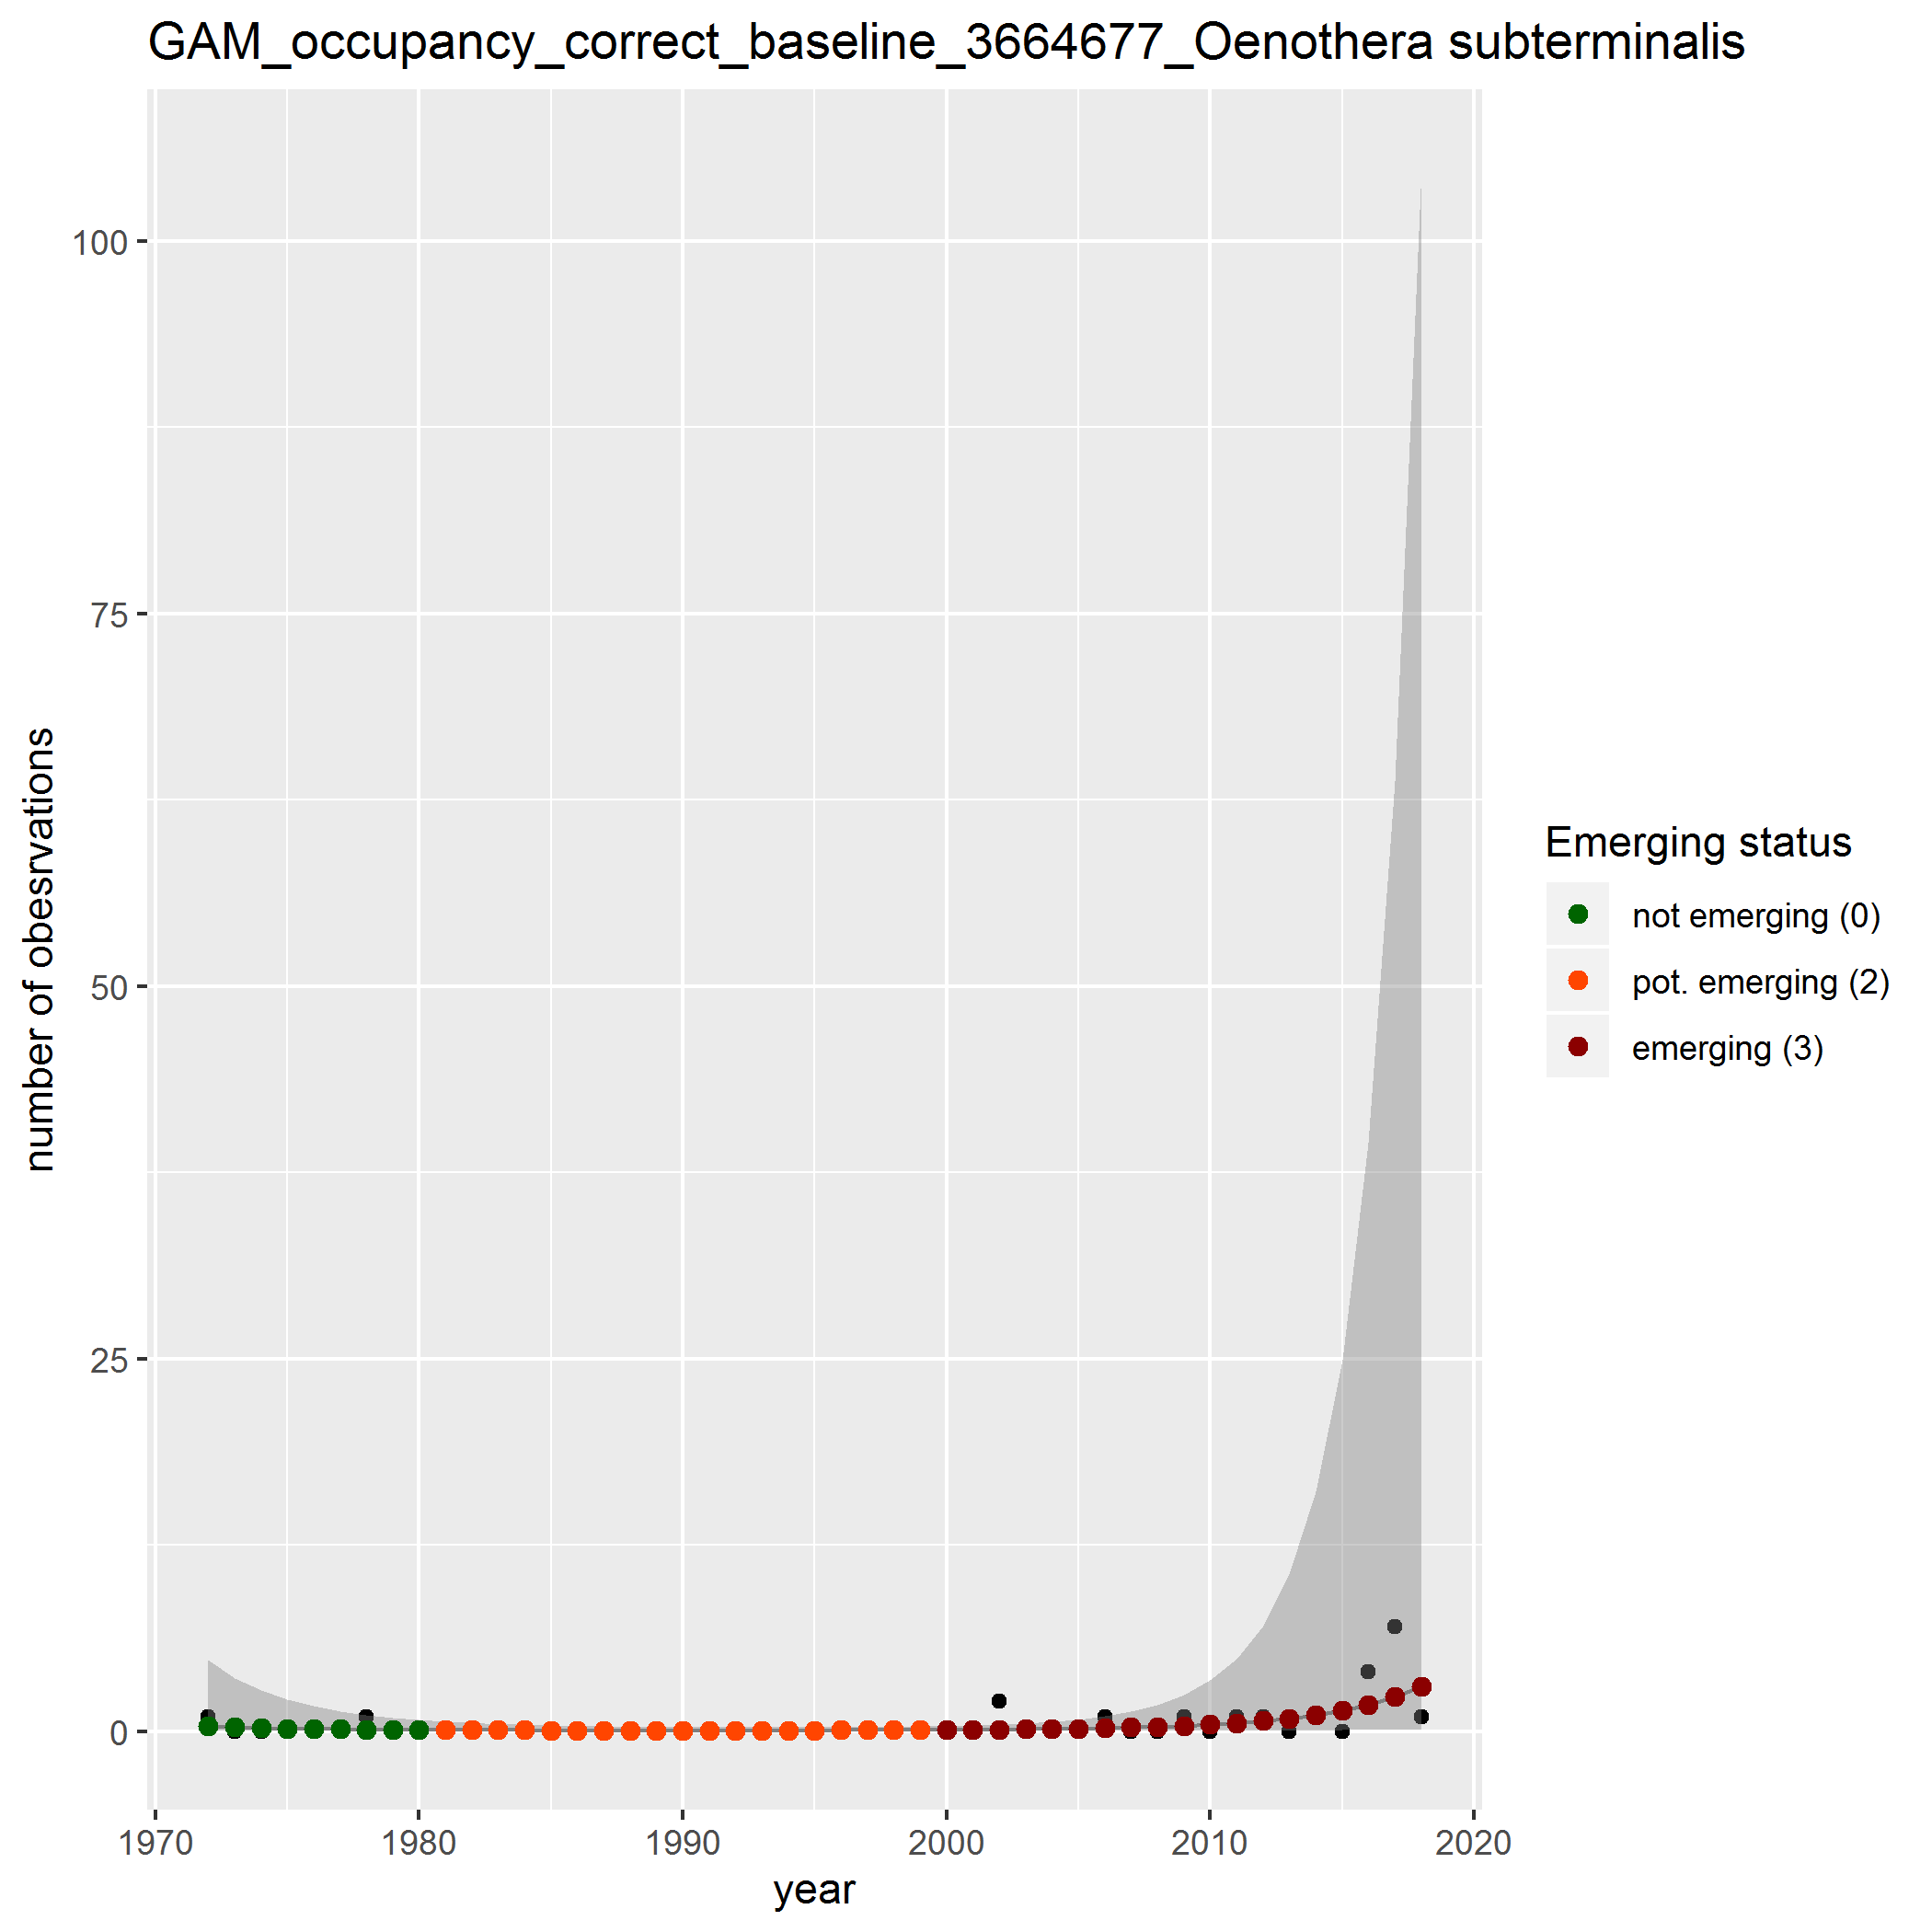 GAM_occupancy_correct_baseline_3664677_Oenothera subterminalis
100
75
50
25
0
number of obesrvations
1970
1980
1990
2000
2010
2020
year
Emerging status
not emerging (0)
pot. emerging (2)
emerging (3)